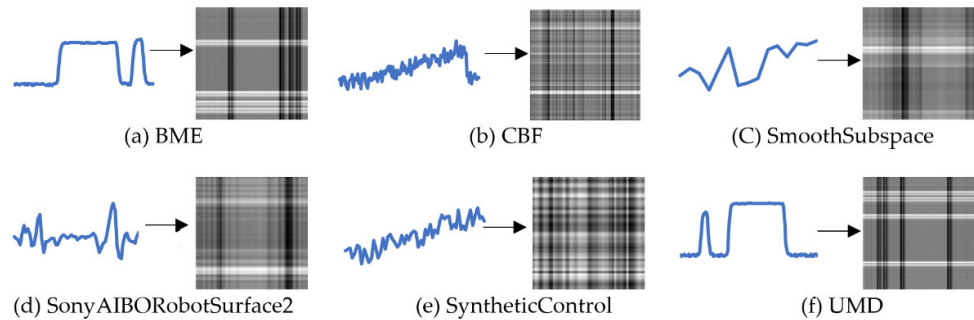 (a) BME
(b) CBF
(C) SmoothSubspace
(d) SonyAIBORobotSurface2
(e) SyntheticControl
(f) UMD